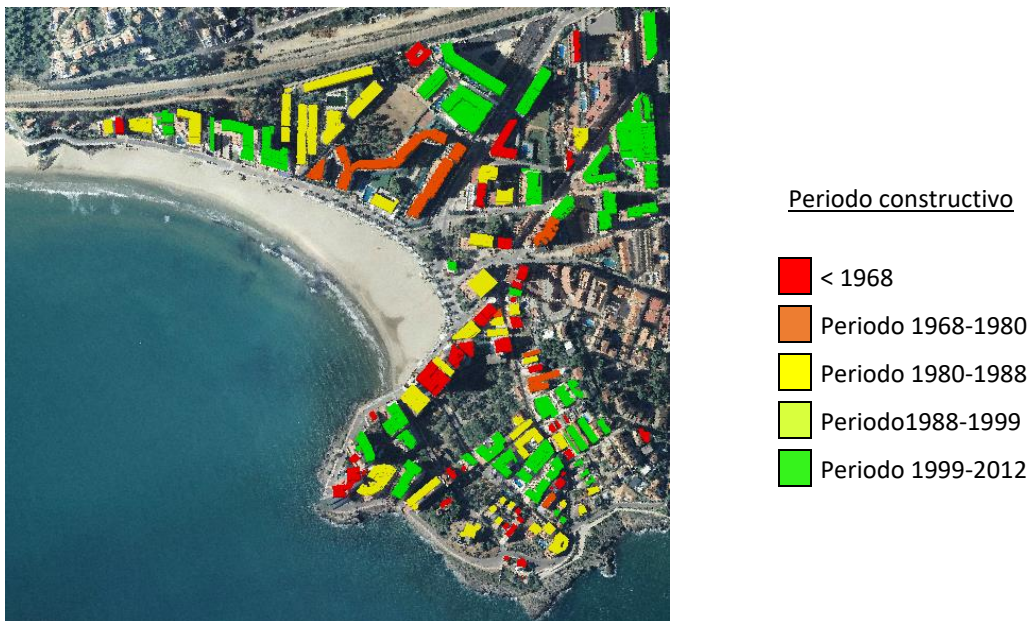 Periodo constructivo
< 1968
Periodo 1968-1980
Periodo 1980-1988
Periodo1988-1999
Periodo 1999-2012